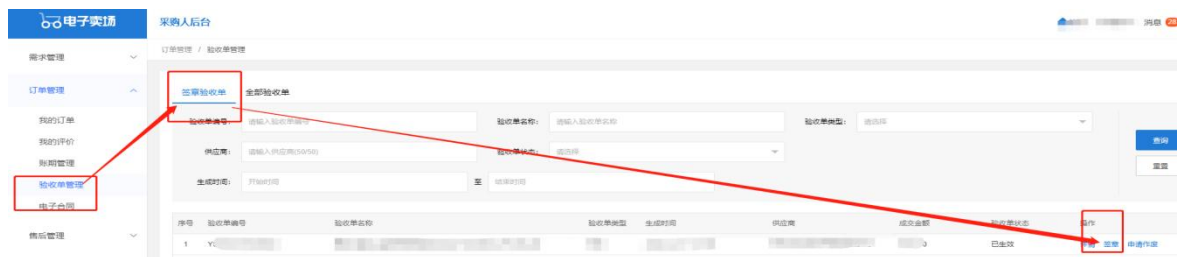 电子卖场
采购人后台
消息 28
订单管理 / 验收单管理
需求管理
订单管理
我的订单
我的评价
账期管理
验收单管理
电子合同
售后管理
签章验收单 全部验收单
验收单编号: 请输入验收单编号 验收单名称: 请输入验收单名称 验收单类型: 请选择
供应商: 请输入供应商(50/50) 验收单状态: 请选择 查询
生成时间: 开始时间 至 结束时间 重置
序号 验收单编号 验收单名称 验收单类型 生成时间 供应商 成交金额 验收单状态 操作
1 已生效 签章 申请作废